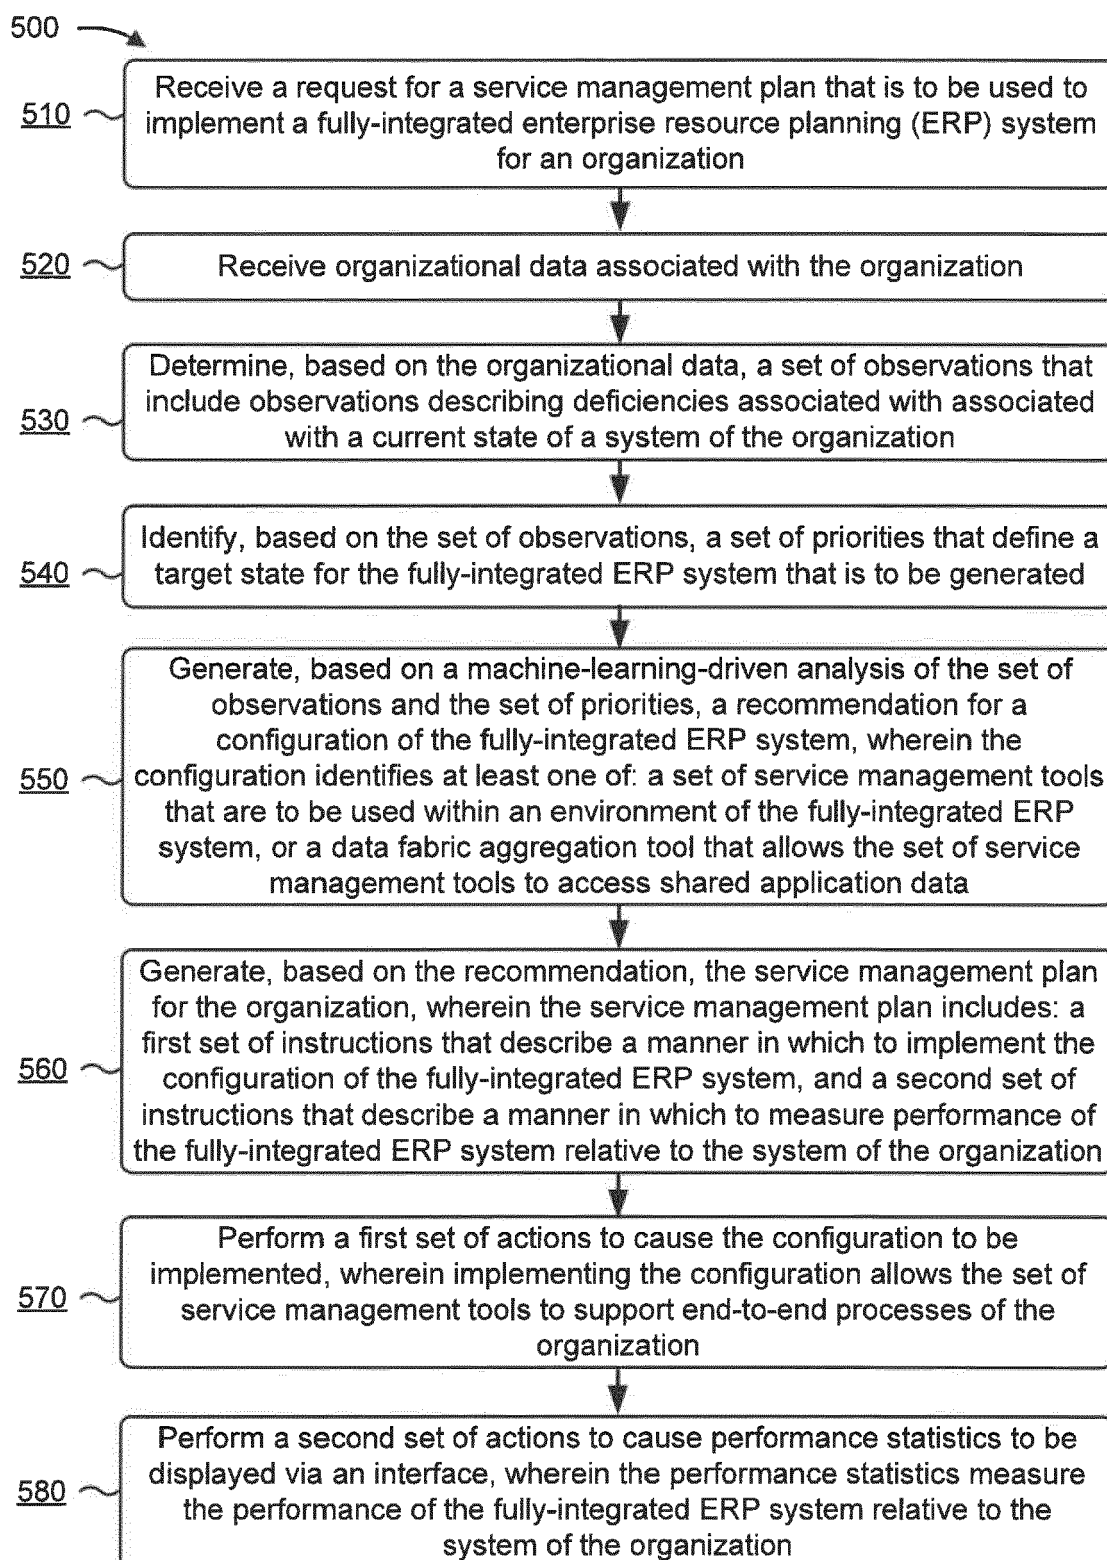 500
510
Receive a request for a service management plan that is to be used to
implement a fully-integrated enterprise resource planning (ERP) system
for an organization
520
Receive organizational data associated with the organization
530
Determine, based on the organizational data, a set of observations that
include observations describing deficiencies associated with associated
with a current state of a system of the organization
540
Identify, based on the set of observations, a set of priorities that define a
target state for the fully-integrated ERP system that is to be generated
550
Generate, based on a machine-learning-driven analysis of the set of
observations and the set of priorities, a recommendation for a
configuration of the fully-integrated ERP system, wherein the
configuration identifies at least one of: a set of service management tools
that are to be used within an environment of the fully-integrated ERP
system, or a data fabric aggregation tool that allows the set of service
management tools to access shared application data
560
Generate, based on the recommendation, the service management plan
for the organization, wherein the service management plan includes: a
first set of instructions that describe a manner in which to implement the
configuration of the fully-integrated ERP system, and a second set of
instructions that describe a manner in which to measure performance of
the fully-integrated ERP system relative to the system of the organization
570
Perform a first set of actions to cause the configuration to be
implemented, wherein implementing the configuration allows the set of
service management tools to support end-to-end processes of the
organization
580
Perform a second set of actions to cause performance statistics to be
displayed via an interface, wherein the performance statistics measure
the performance of the fully-integrated ERP system relative to the
system of the organization